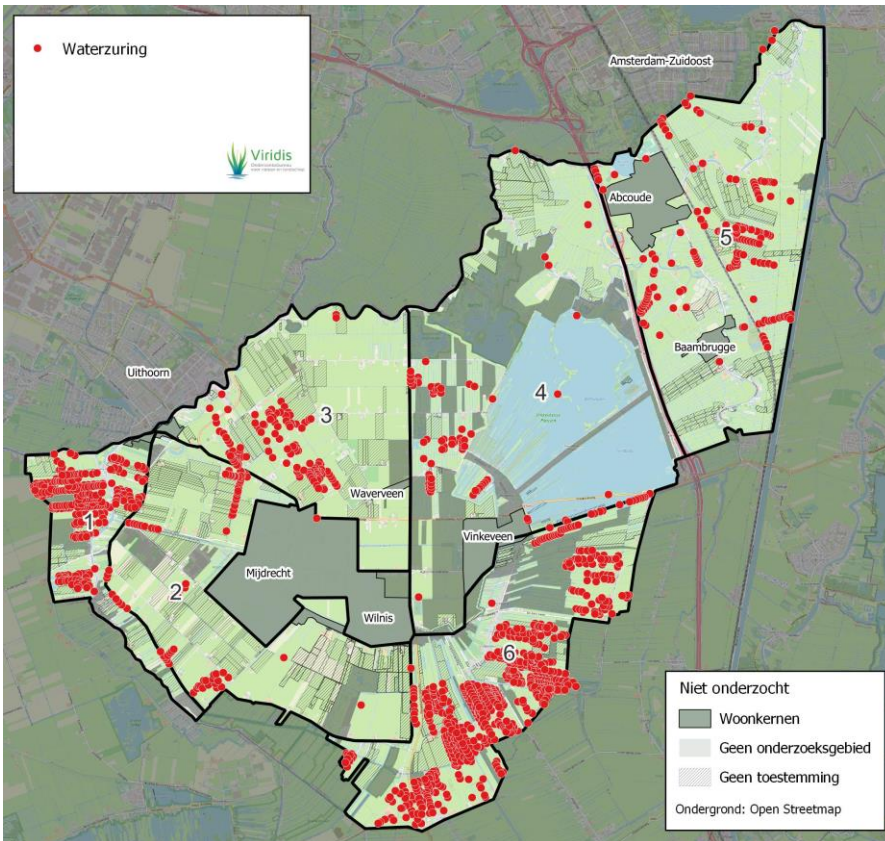 Waterzuring
Viridis
Amsterdam-Zuidoost
Abcoude
5
Baambrugge
Uithoorn
3
4
Waverveen
1
Vinkeveen
2
Mijdrecht
Wilnis
6
Niet onderzocht
Woonkernen
Geen onderzoeksgebied
Geen toestemming
Ondergrond: Open Streetmap